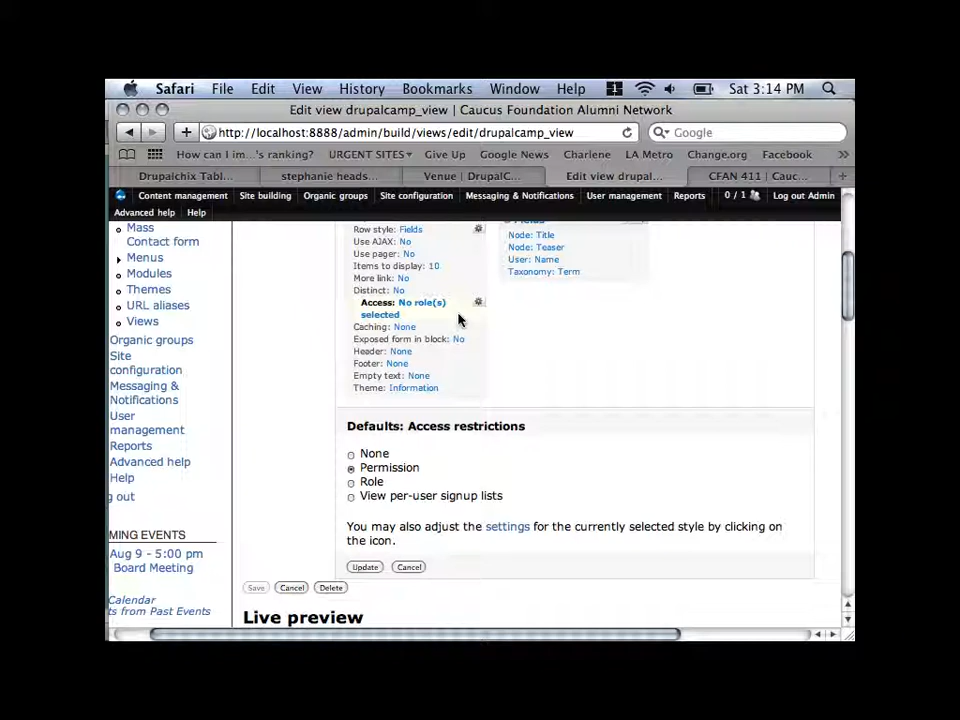 Safari File Edit View History Bookmarks Window Help Sat 3:14 PM
Edit view drupalcamp_view | Caucus Foundation Alumni Network
http://localhost:8888/admin/build/views/edit/drupalcamp_view Google
How can I im...'s ranking? URGENT SITES Give Up Google News Charlene LA Metro Change.org Facebook
Drupalchix Tabl... stephanie heads... Venue | DrupalC... Edit view drupal... CFAN 411 | Cauc...
Content management Site building Organic groups Site configuration Messaging & Notifications User management Reports 0 / 1 Log out Admin
Advanced help Help
Mass
Contact form
Menus
Modules
Themes
URL aliases
Views
Organic groups
Site
configuration
Messaging &
Notifications
User
management
Reports
Advanced help
Help
g out
MING EVENTS
Aug 9 - 5:00 pm
Board Meeting
Calendar
ts from Past Events
Row style: Fields
Use AJAX: No
Use pager: No
Items to display: 10
More link: No
Distinct: No
Access: No role(s)
selected
Caching: None
Exposed form in block: No
Header: None
Footer: None
Empty text: None
Theme: Information
Node: Title
Node: Teaser
User: Name
Taxonomy: Term
Defaults: Access restrictions
None
Permission
Role
View per-user signup lists
You may also adjust the settings for the currently selected style by clicking on
the icon.
Update Cancel
Save Cancel Delete
Live preview